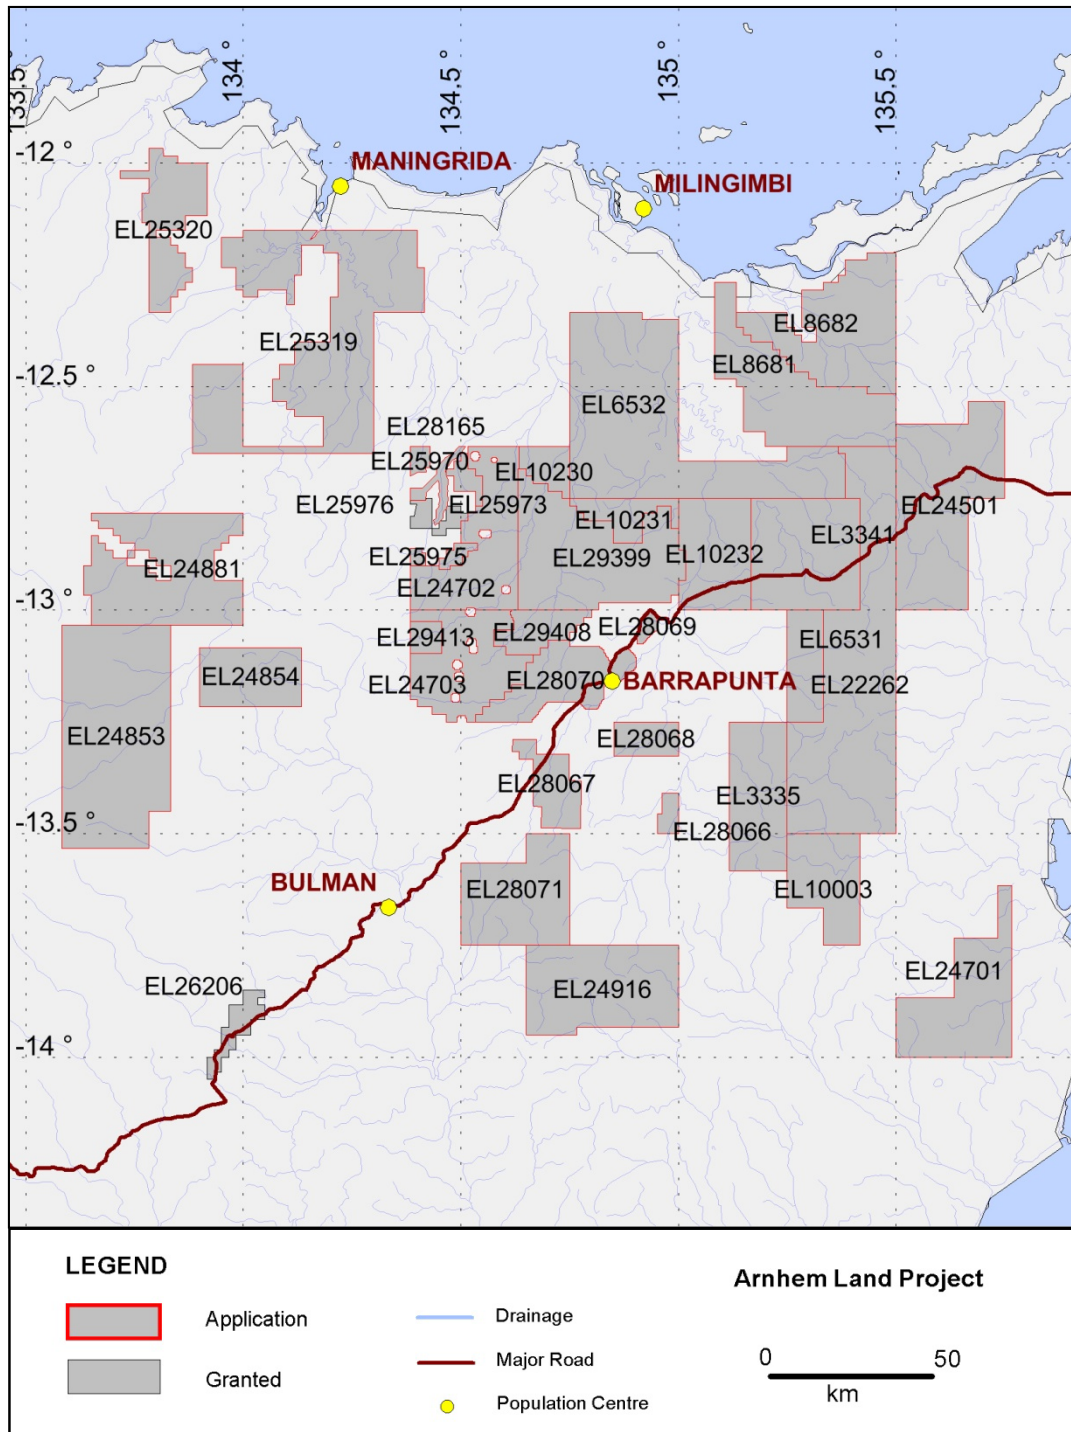 133.5 °
134 °
134.5 °
135 °
135.5 °
-12 °
MANINGRIDA
MILINGIMBI
EL25320
EL8682
EL25319
EL8681
-12.5 °
EL6532
EL28165
EL25970
EL10230
EL25976
EL25973
EL24501
EL10231
EL3341
EL25975
EL29399
EL10232
EL24881
EL24702
-13 °
EL29413
EL29408
EL28069
EL6531
EL24854
EL24703
EL28070
BARRAPUNTA
EL22262
EL24853
EL28068
EL28067
EL3335
-13.5 °
EL28066
BULMAN
EL28071
EL10003
EL26206
EL24916
EL24701
-14 °
LEGEND
Arnhem Land Project
Application
Drainage
Granted
Major Road
0 50
km
Population Centre